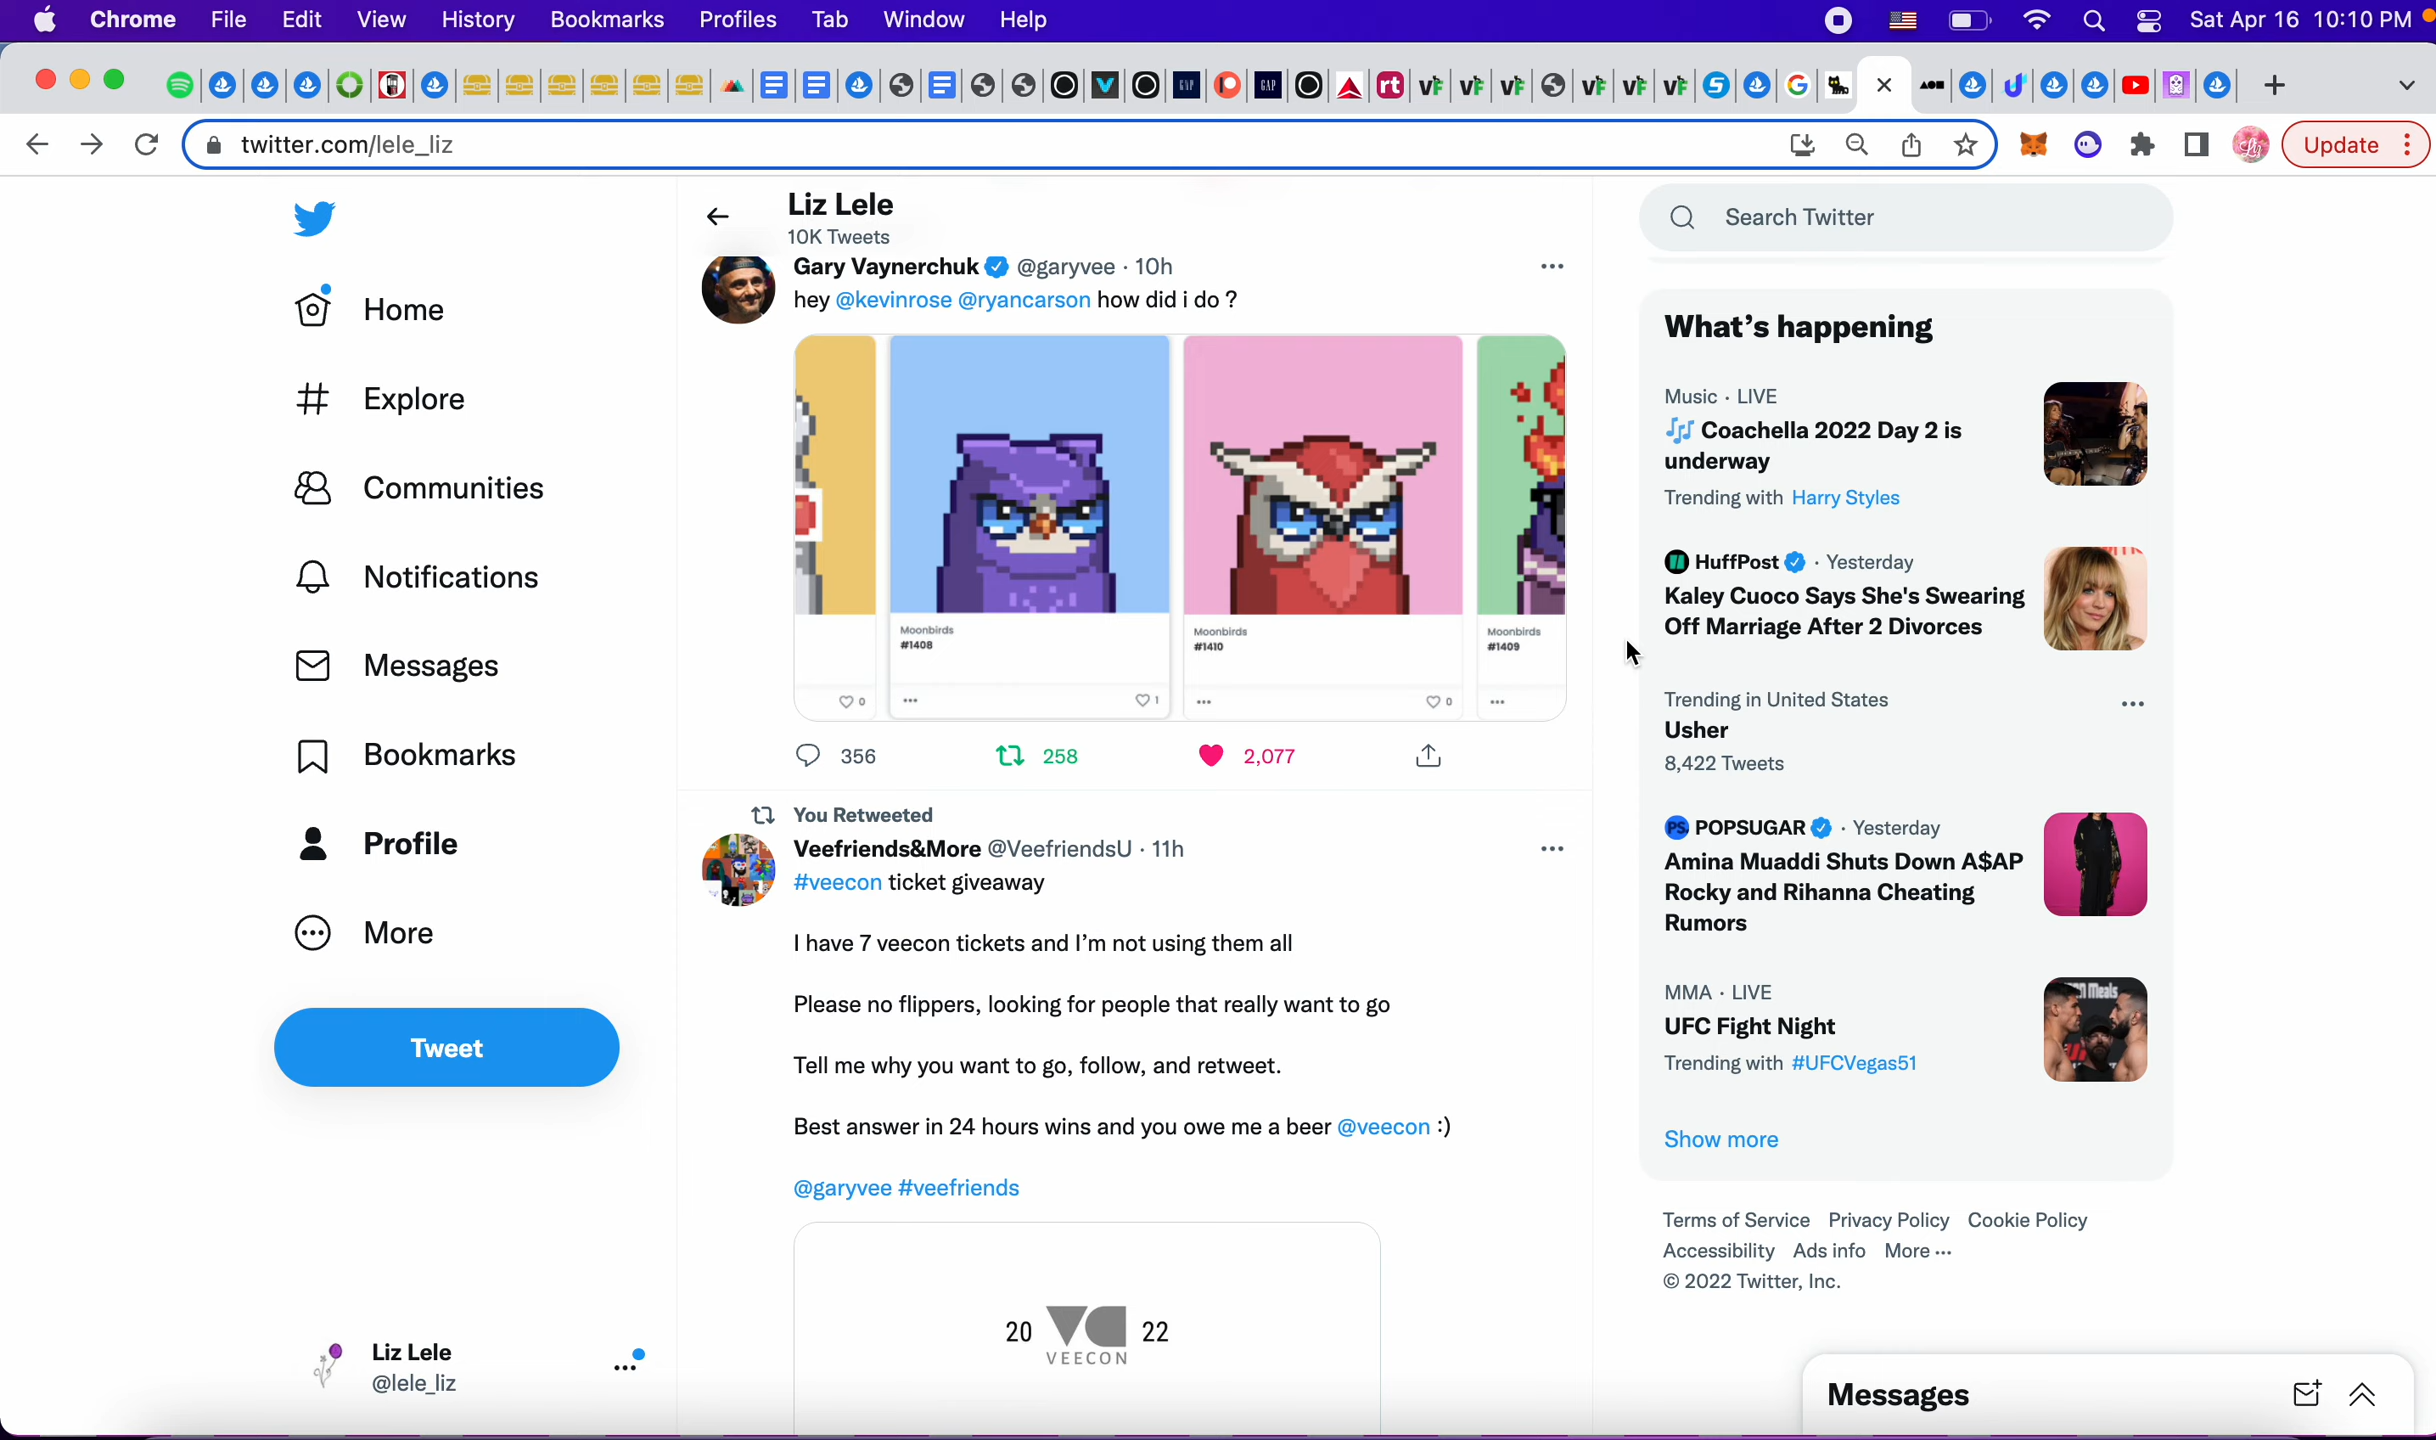 Chrome File Edit View History Bookmarks Profiles Tab Window Help Sat Apr 16 10:10 PM
twitter.com/lele_liz
Update
Liz Lele
10K Tweets
Search Twitter
Home
Explore
Communities
Notifications
Messages
Bookmarks
Profile
More
Tweet
Liz Lele
@lele_liz
Gary Vaynerchuk @garyvee · 10h
hey @kevinrose @ryancarson how did i do ?
Moonbirds
#1408
Moonbirds
#1410
Moonbirds
#1409
0
1
0
356 258 2,077
You Retweeted
Veefriends&More @VeefriendsU · 11h
#veecon ticket giveaway
I have 7 veecon tickets and I’m not using them all
Please no flippers, looking for people that really want to go
Tell me why you want to go, follow, and retweet.
Best answer in 24 hours wins and you owe me a beer @veecon :)
@garyvee #veefriends
20 VC 22
VEECON
What’s happening
Music · LIVE
Coachella 2022 Day 2 is
underway
Trending with Harry Styles
HuffPost · Yesterday
Kaley Cuoco Says She's Swearing
Off Marriage After 2 Divorces
Trending in United States
Usher
8,422 Tweets
PS POPSUGAR · Yesterday
Amina Muaddi Shuts Down A$AP
Rocky and Rihanna Cheating
Rumors
MMA · LIVE
UFC Fight Night
Trending with #UFCVegas51
Show more
Terms of Service Privacy Policy Cookie Policy
Accessibility Ads info More ···
© 2022 Twitter, Inc.
Messages